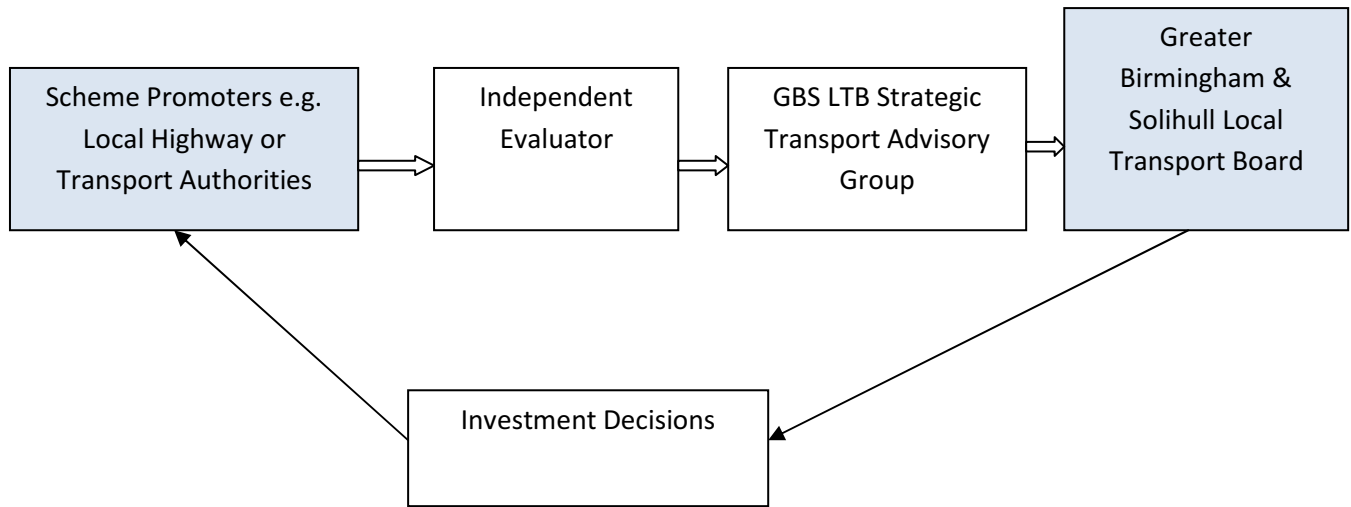 Scheme Promoters e.g.
Local Highway or
Transport Authorities
Independent
Evaluator
GBS LTB Strategic
Transport Advisory
Group
Greater
Birmingham &
Solihull Local
Transport Board
Investment Decisions